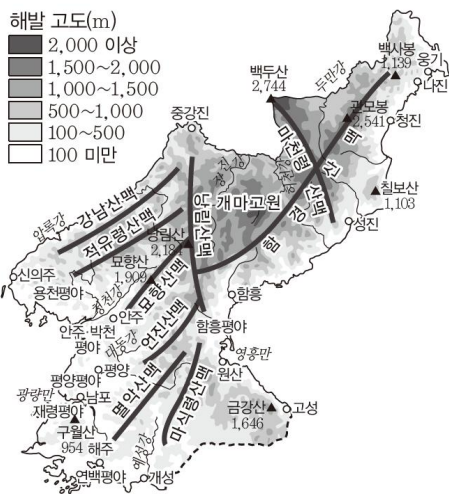 해발 고도(m)
2,000 이상
1,500~2,000
1,000~1,500
500~1,000
100~500
100 미만
백두산
2,744
두만강
백사봉
1,139
웅기
나진
관모봉
2,541
청진
중강진
마천령산맥
장진강
칠보산
1,103
강남산맥
압록강
적유령산맥
낭림산맥
개마고원
함경산맥
성진
낭림산
2,184
묘향산
1,909
묘향산맥
신의주
용천평야
청천강
안주
함흥
안주·박천
평야
대동강
언진산맥
함흥평야
평양
영흥만
평양평야
원산
광량만
남포
멸악산맥
마식령산맥
재령평야
금강산
1,646
고성
구월산
954
해주
예성강
연백평야
개성